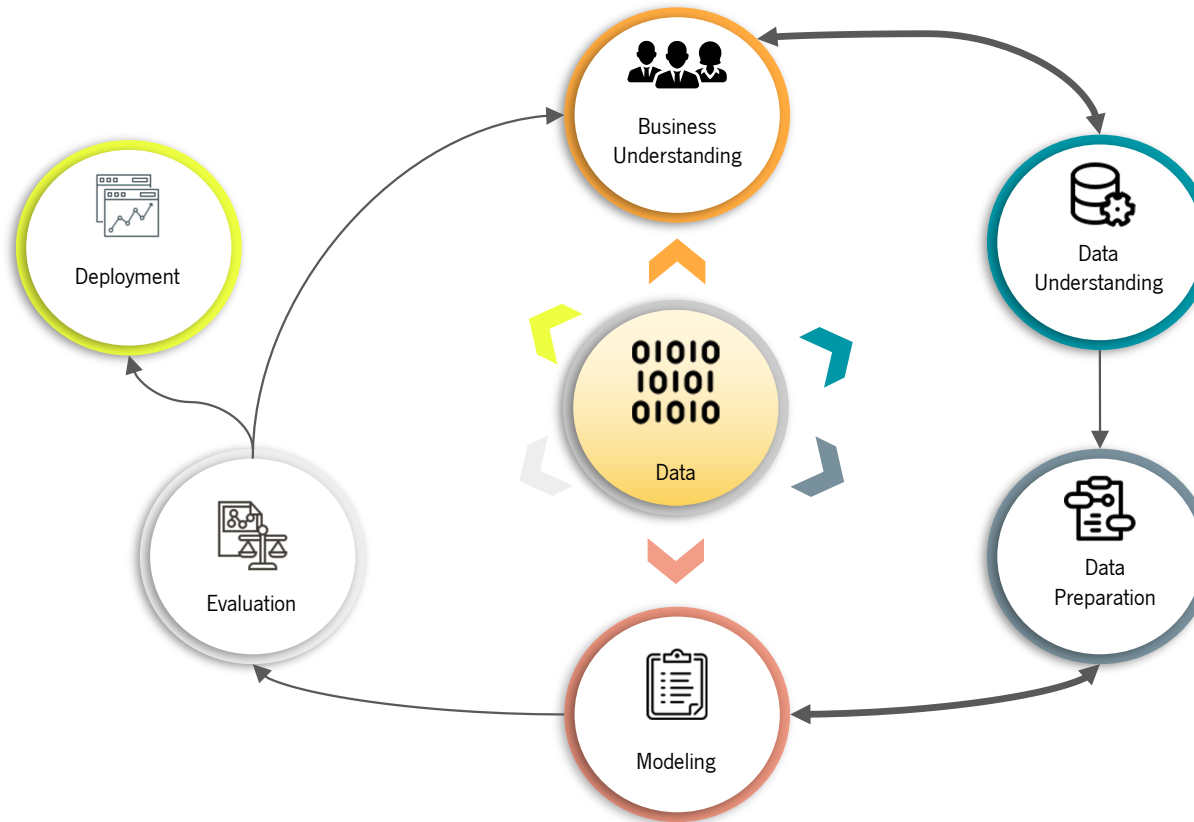 Business
Understanding
Data
Understanding
Deployment
01010
10101
01010
Data
Data
Preparation
Evaluation
Modeling